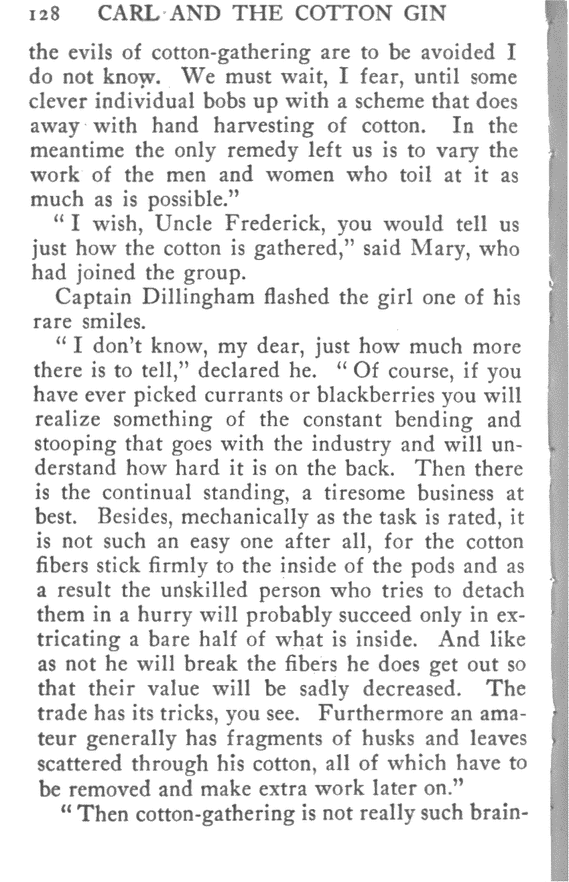 128 CARL AND THE COTTON GIN
the evils of cotton-gathering are to be avoided I
do not know. We must wait, I fear, until some
clever individual bobs up with a scheme that does
away with hand harvesting of cotton. In the
meantime the only remedy left us is to vary the
work of the men and women who toil at it as
much as is possible.”
“ I wish, Uncle Frederick, you would tell us
just how the cotton is gathered,” said Mary, who
had joined the group.
Captain Dillingham flashed the girl one of his
rare smiles.
“ I don’t know, my dear, just how much more
there is to tell,” declared he. “ Of course, if you
have ever picked currants or blackberries you will
realize something of the constant bending and
stooping that goes with the industry and will un-
derstand how hard it is on the back. Then there
is the continual standing, a tiresome business at
best. Besides, mechanically as the task is rated, it
is not such an easy one after all, for the cotton
fibers stick firmly to the inside of the pods and as
a result the unskilled person who tries to detach
them in a hurry will probably succeed only in ex-
tricating a bare half of what is inside. And like
as not he will break the fibers he does get out so
that their value will be sadly decreased. The
trade has its tricks, you see. Furthermore an ama-
teur generally has fragments of husks and leaves
scattered through his cotton, all of which have to
be removed and make extra work later on.”
“ Then cotton-gathering is not really such brain-